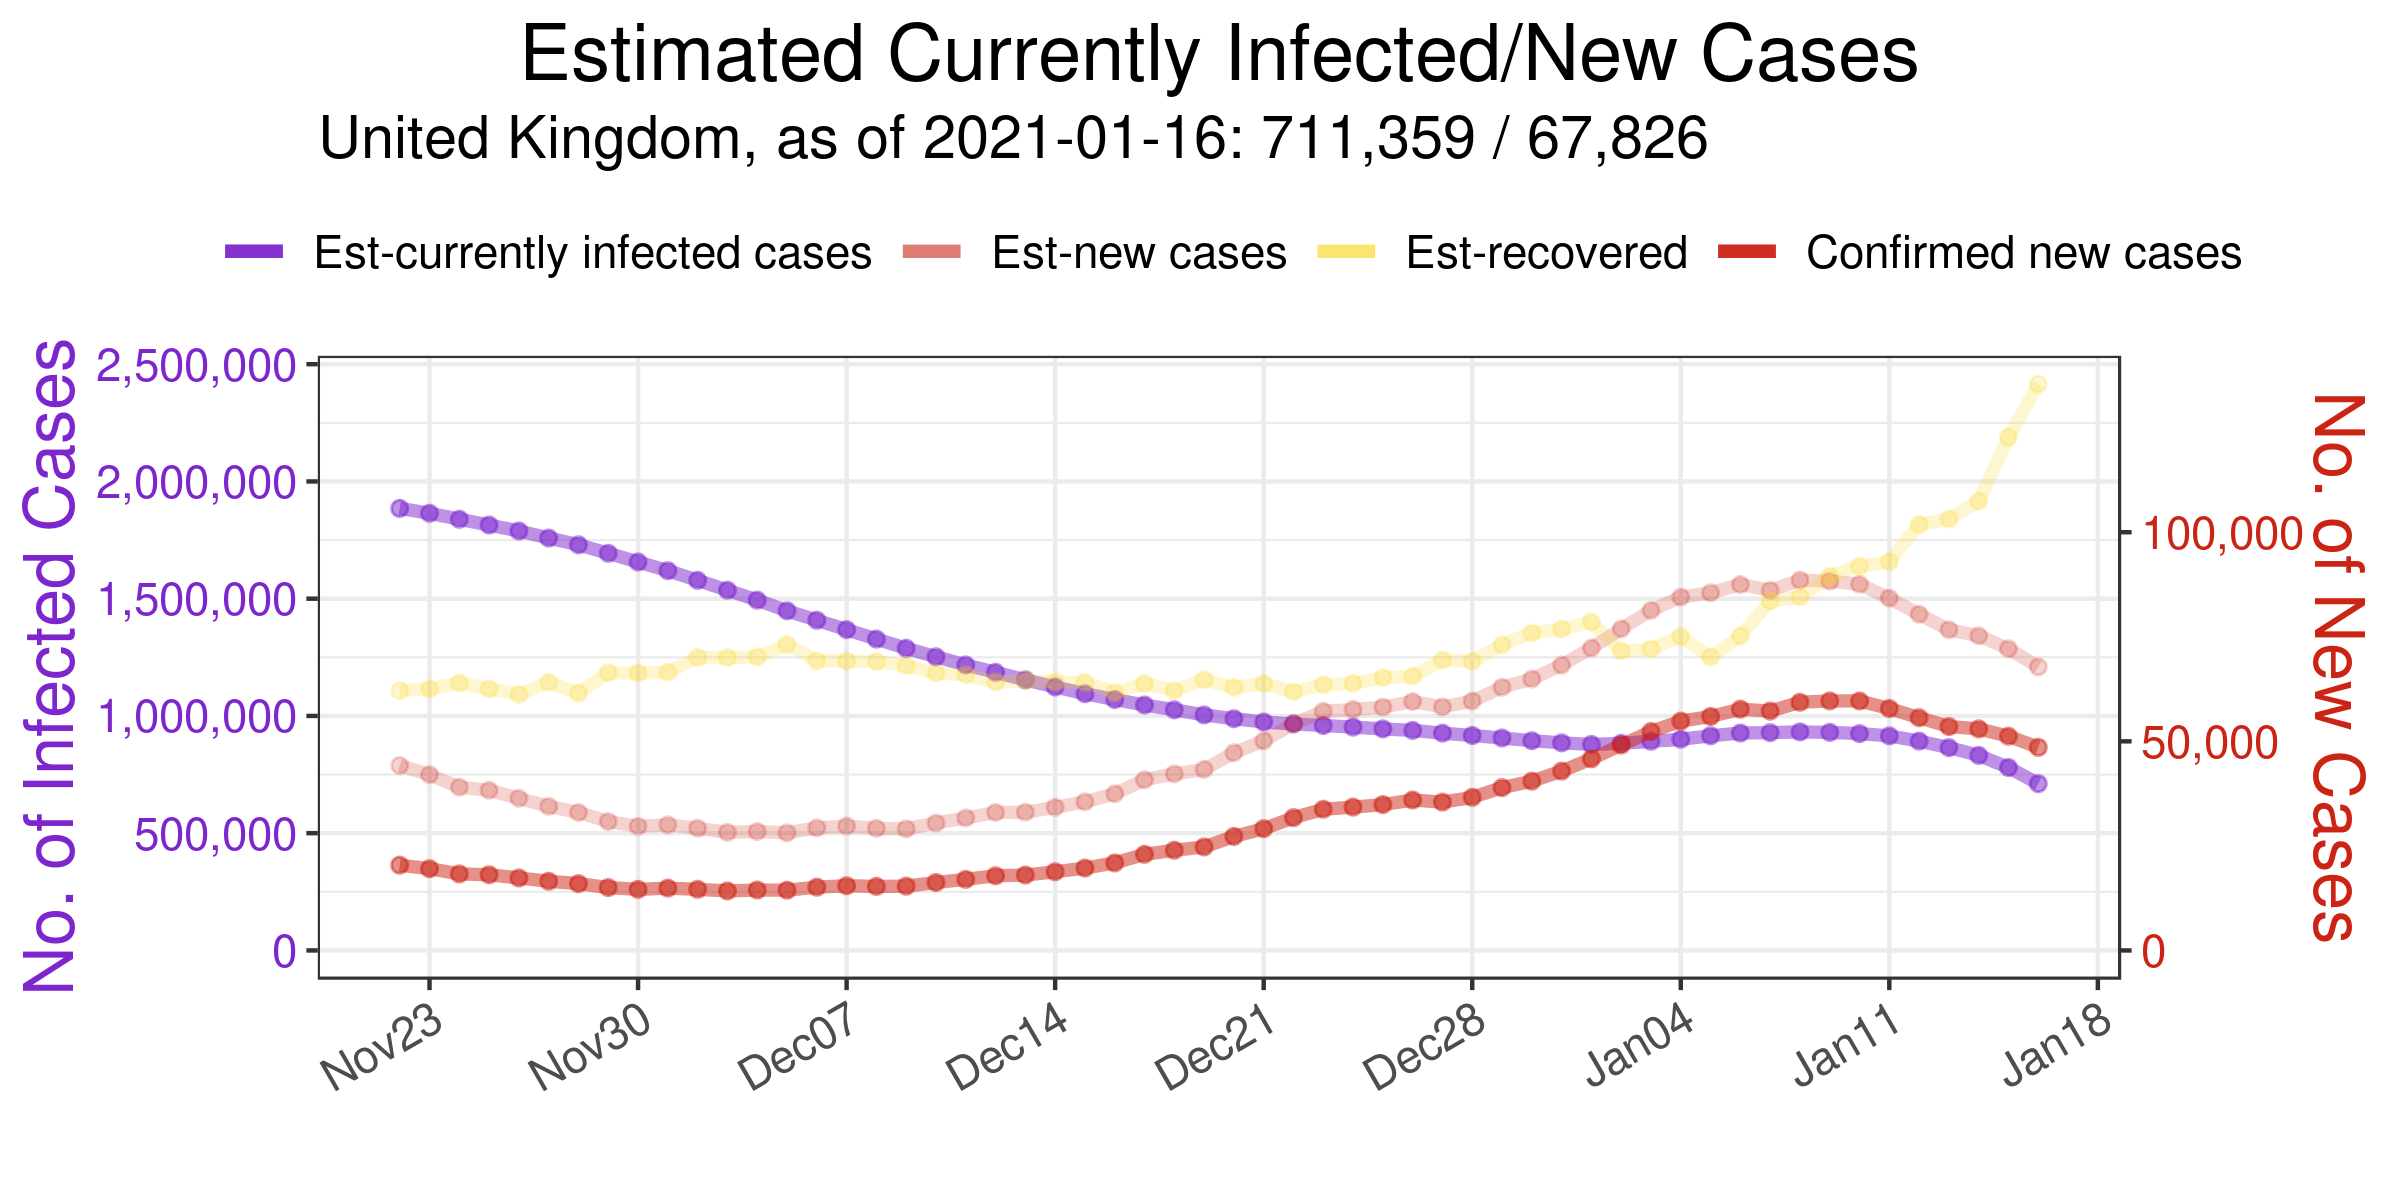 Estimated Currently Infected/New Cases
United Kingdom, as of 2021-01-16: 711,359 / 67,826
Est-currently infected cases Est-new cases Est-recovered Confirmed new cases
No. of Infected Cases
2,500,000
2,000,000
1,500,000
1,000,000
500,000
0
No. of New Cases
100,000
50,000
0
Nov23 Nov30 Dec07 Dec14 Dec21 Dec28 Jan04 Jan11 Jan18